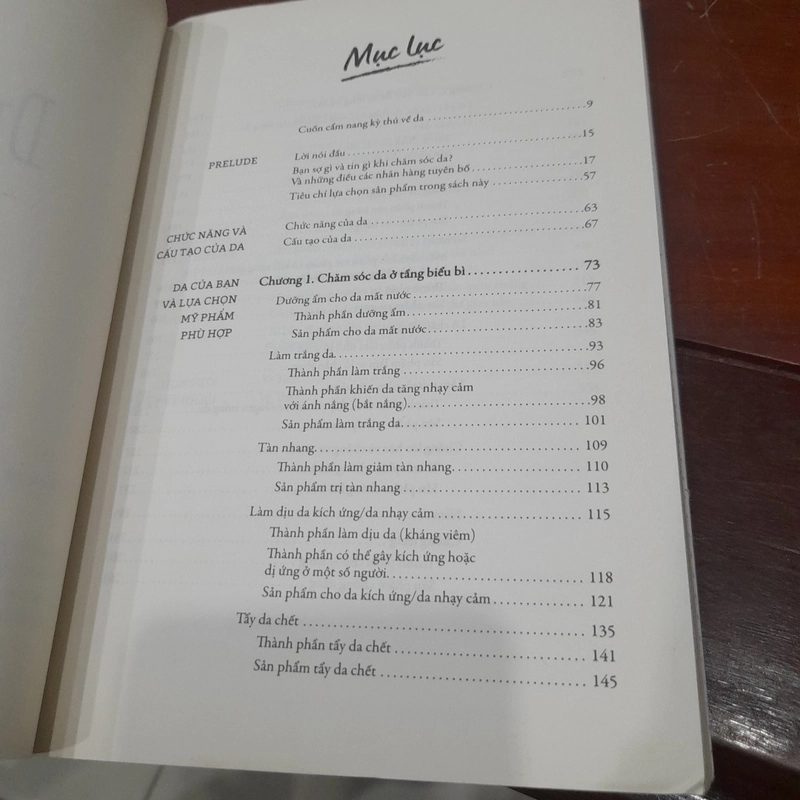 Mục lục
Cuốn cẩm nang kỳ thú về da 9
PRELUDE
Lời nói đầu 15
Bạn sợ gì và tin gì khi chăm sóc da?
Và những điều các nhãn hàng tuyên bố 17
Tiêu chí lựa chọn sản phẩm trong sách này 57
CHỨC NĂNG VÀ
CẤU TẠO CỦA DA
Chức năng của da 63
Cấu tạo của da 67
DA CỦA BẠN
VÀ LỰA CHỌN
MỸ PHẨM
PHÙ HỢP
Chương 1. Chăm sóc da ở tầng biểu bì 73
Dưỡng ẩm cho da mất nước 77
Thành phần dưỡng ẩm 81
Sản phẩm cho da mất nước 83
Làm trắng da 93
Thành phần làm trắng 96
Thành phần khiến da tăng nhạy cảm
với ánh nắng (bắt nắng) 98
Sản phẩm làm trắng da 101
Tàn nhang 109
Thành phần làm giảm tàn nhang 110
Sản phẩm trị tàn nhang 113
Làm dịu da kích ứng/da nhạy cảm 115
Thành phần làm dịu da (kháng viêm)
Thành phần có thể gây kích ứng hoặc
dị ứng ở một số người 118
Sản phẩm cho da kích ứng/da nhạy cảm 121
Tẩy da chết 135
Thành phần tẩy da chết 141
Sản phẩm tẩy da chết 145